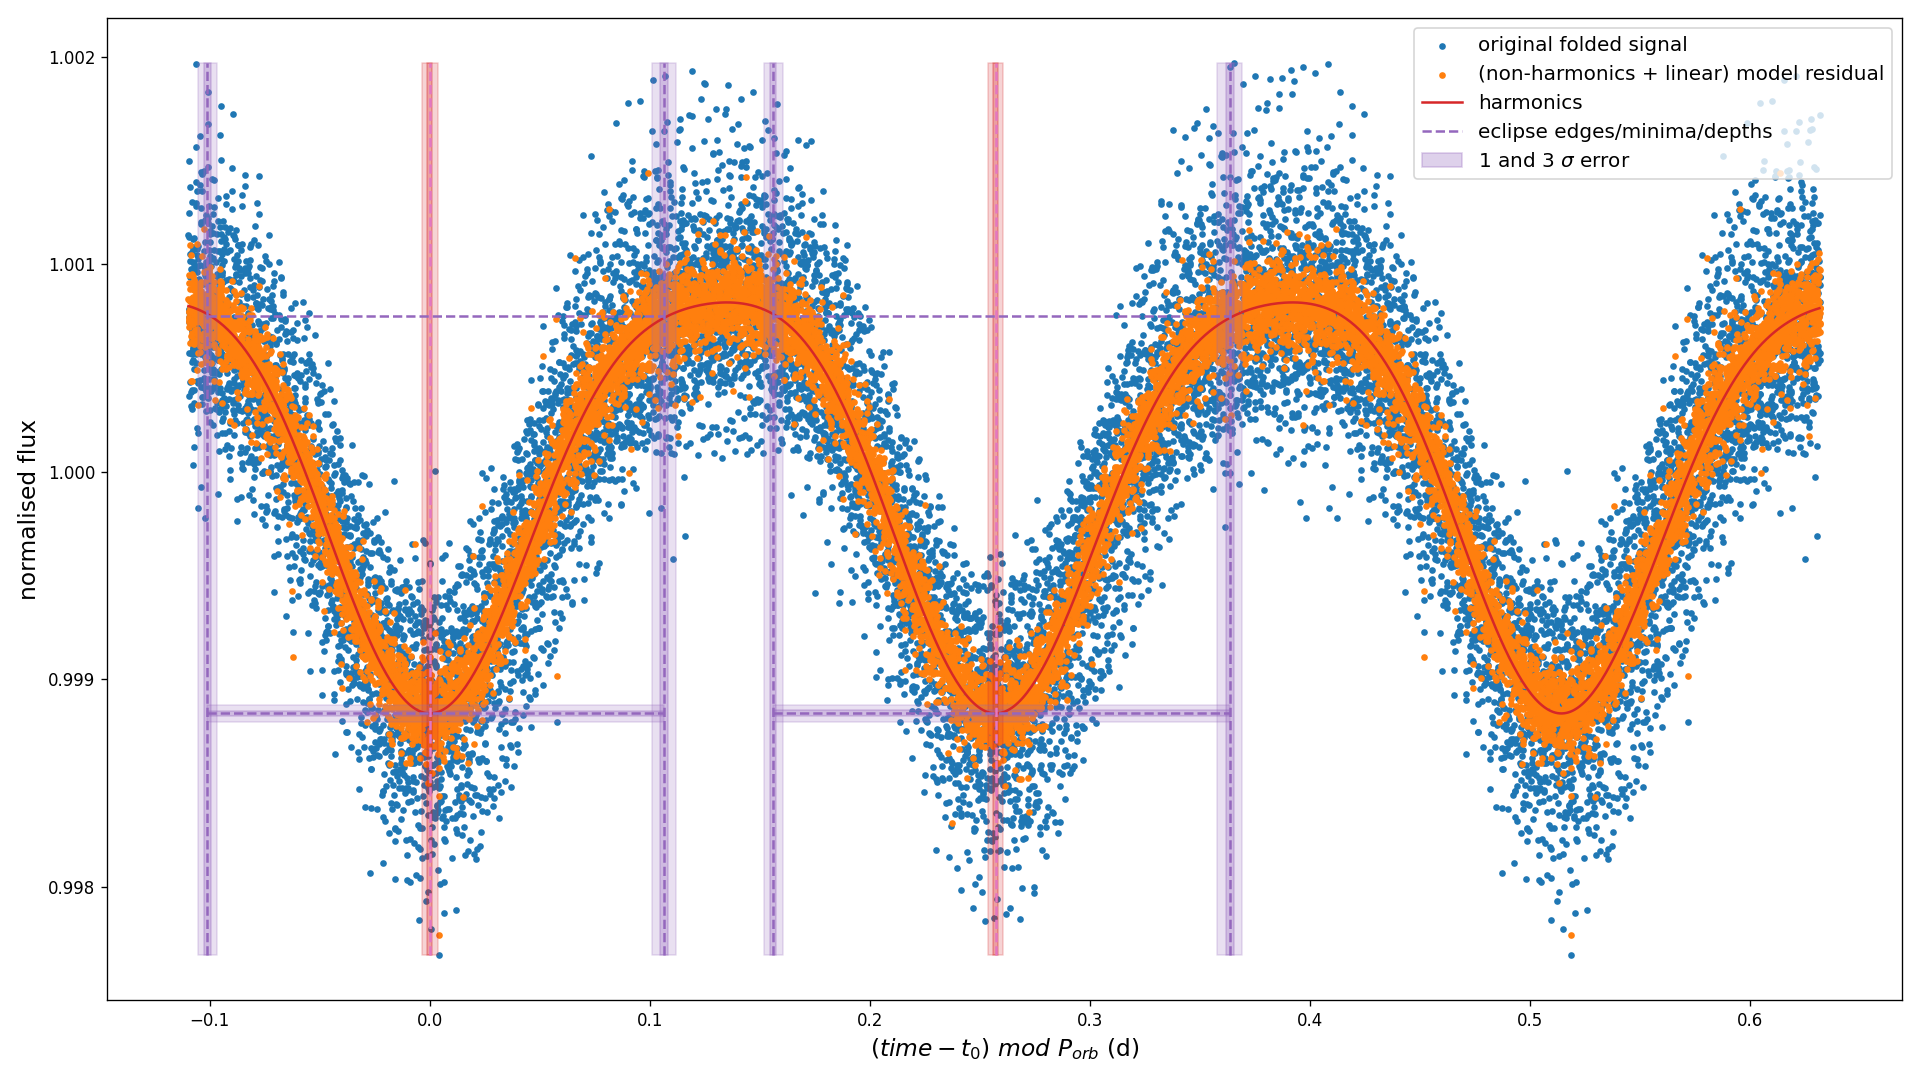 original folded signal
(non-harmonics + linear) model residual
harmonics
eclipse edges/minima/depths
1 and 3 σ error
normalised flux
1.002
1.001
1.000
0.999
0.998
−0.1
0.0
0.1
0.2
0.3
0.4
0.5
0.6
(time − t₀) mod Pₒᵣb (d)